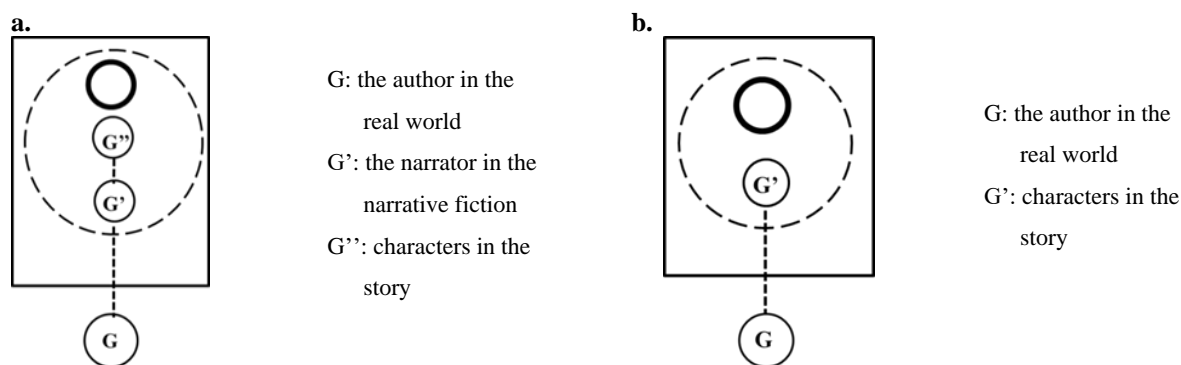 a.
G''
G'
G
G: the author in the
real world
G’: the narrator in the
narrative fiction
G’’: characters in the
story
b.
G’
G
G: the author in the
real world
G’: characters in the
story